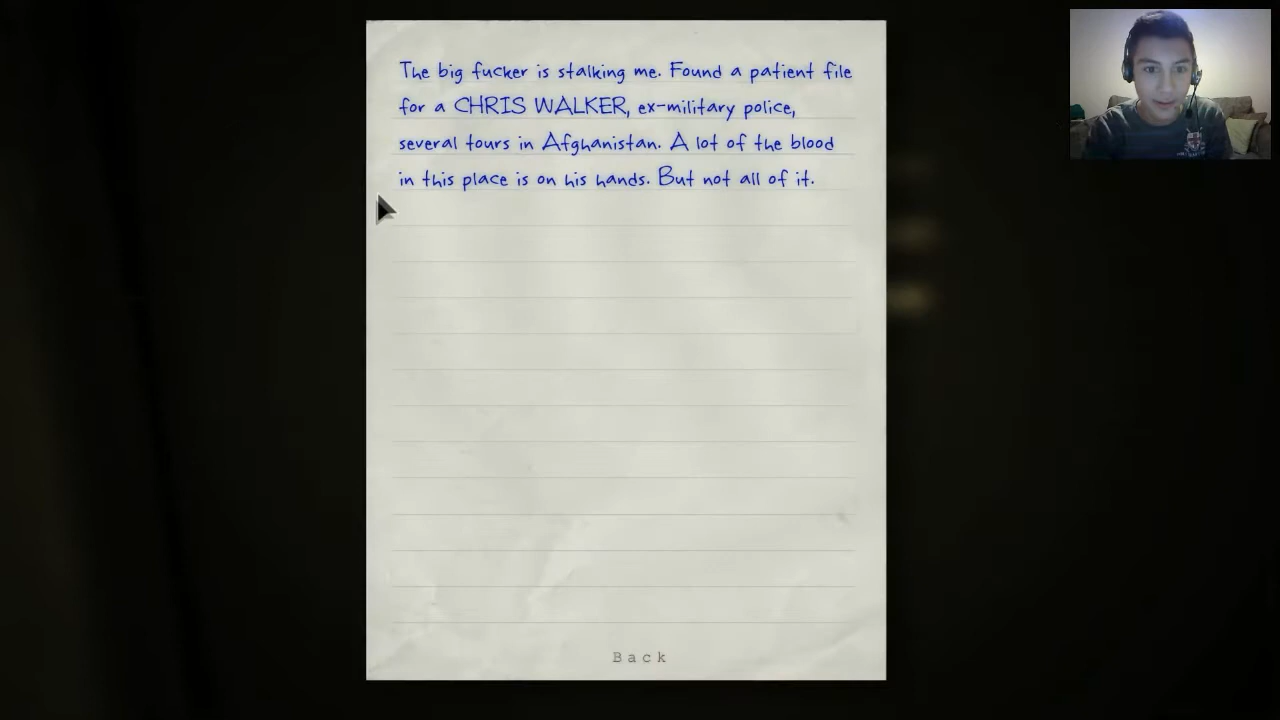 The big fucker is stalking me. Found a patient file
for a CHRIS WALKER, ex-military police,
several tours in Afghanistan. A lot of the blood
in this place is on his hands. But not all of it.
Back